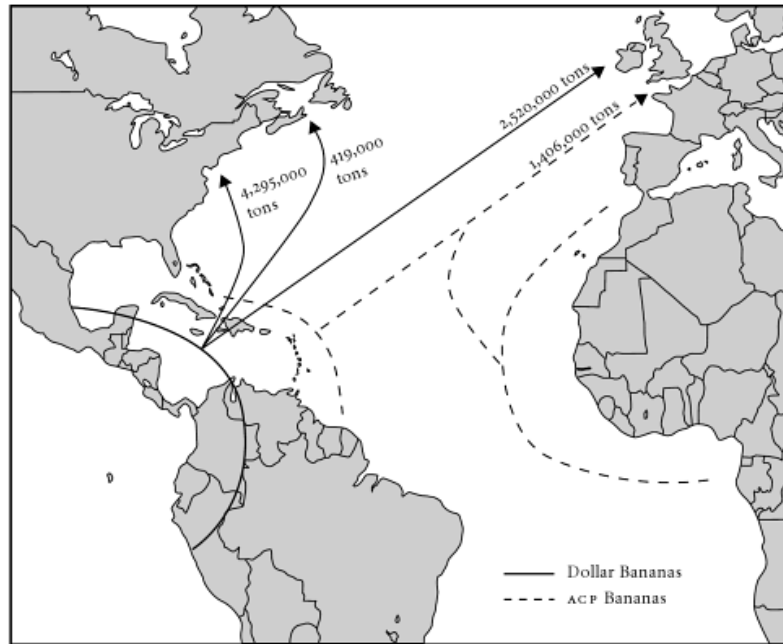 2,520,000 tons
1,406,000 tons
419,000
tons
4,295,000
tons
Dollar Bananas
ACP Bananas